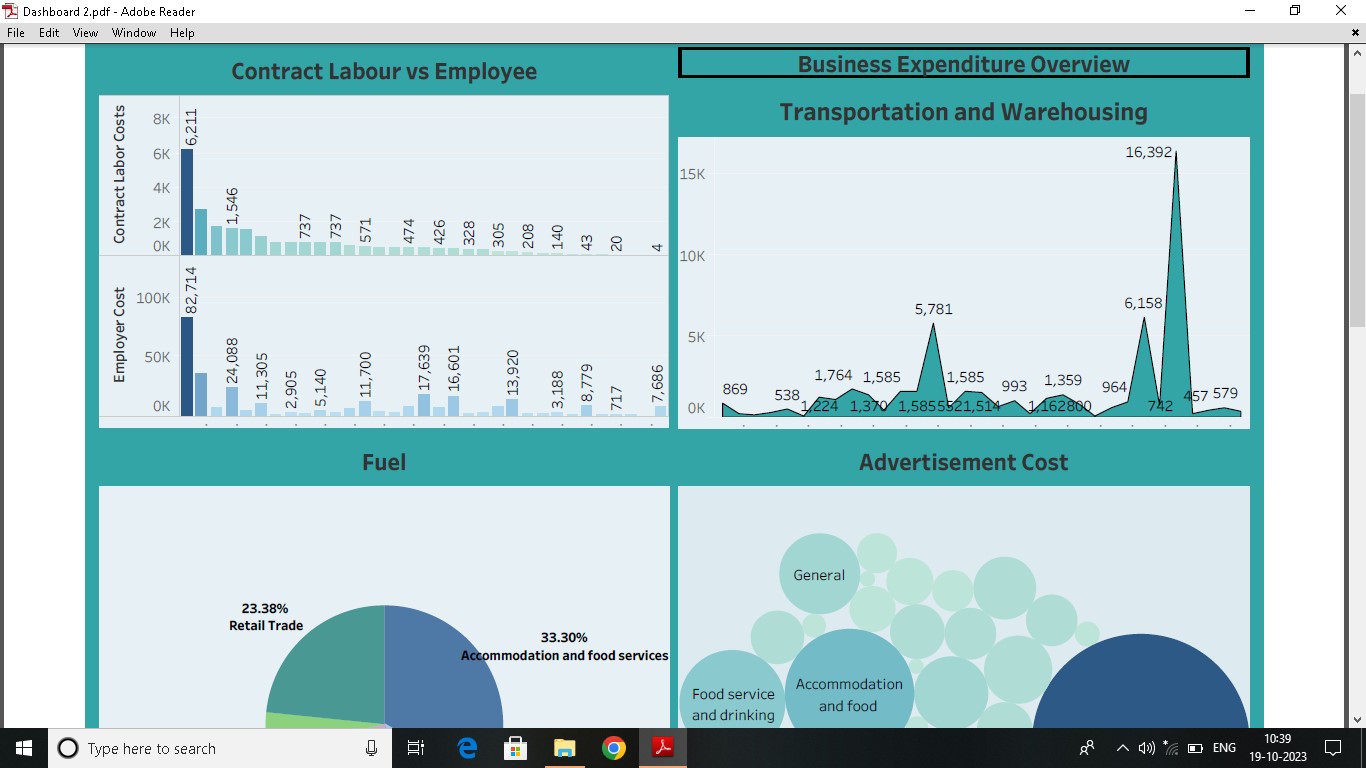 Dashboard 2.pdf - Adobe Reader
File Edit View Window Help
Contract Labour vs Employee
Contract Labor Costs
8K
6K
4K
2K
0K
6,211
1,546
737
737
571
474
426
328
305
208
140
43
20
4
Employer Cost
100K
50K
0K
82,714
24,088
11,305
2,905
5,140
11,700
17,639
16,601
13,920
3,188
8,779
717
7,686
Business Expenditure Overview
Transportation and Warehousing
15K
10K
5K
0K
869
538
1,224
1,764
1,370
1,585
1,585
5,781
552
1,585
1,514
993
1,162
1,359
800
964
6,158
742
16,392
457
579
Fuel
23.38%
Retail Trade
33.30%
Accommodation and food services
Advertisement Cost
General
Food service
and drinking
Accommodation
and food
Type here to search
ENG
10:39
19-10-2023